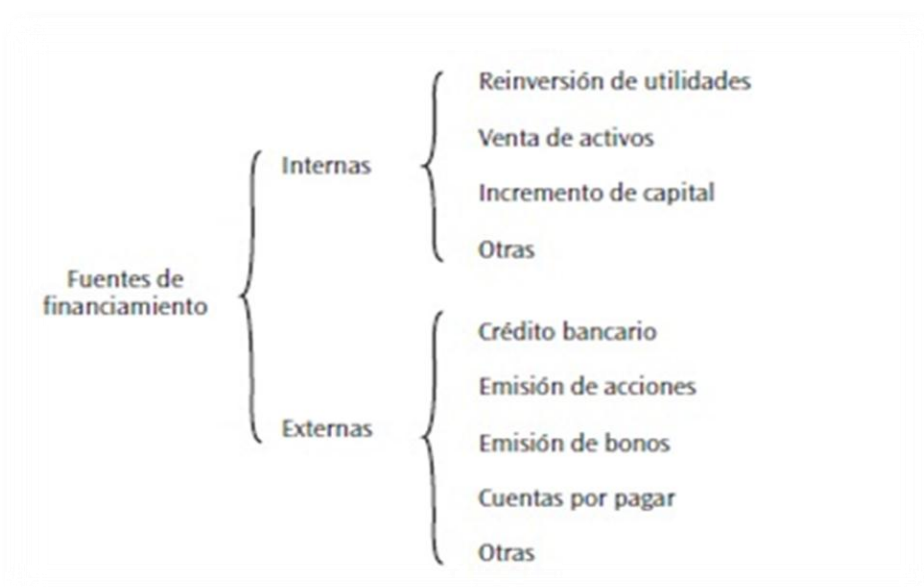 Fuentes de
financiamiento
Internas
Reinversión de utilidades
Venta de activos
Incremento de capital
Otras
Externas
Crédito bancario
Emisión de acciones
Emisión de bonos
Cuentas por pagar
Otras